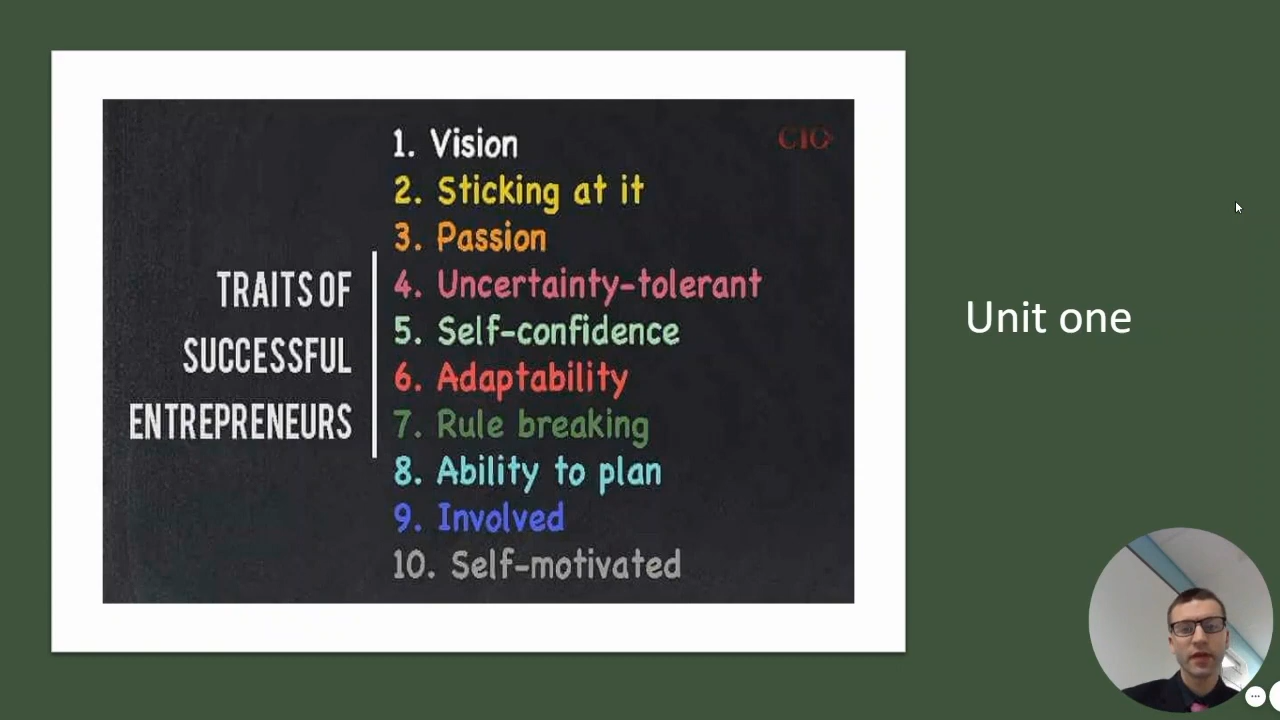 CIO
1. Vision
2. Sticking at it
3. Passion
4. Uncertainty-tolerant
5. Self-confidence
6. Adaptability
7. Rule breaking
8. Ability to plan
9. Involved
10. Self-motivated
TRAITS OF
SUCCESSFUL
ENTREPRENEURS
Unit one